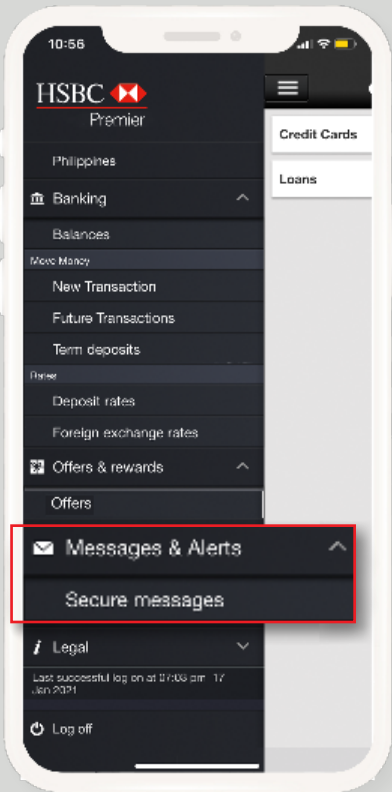 10:56
HSBC
Premier
Philippines
Banking
Balances
Move Money
New Transaction
Future Transactions
Term deposits
Rates
Deposit rates
Foreign exchange rates
Offers & rewards
Offers
Messages & Alerts
Secure messages
Legal
Last successful log on at 07:03 pm 17
Jan 2021
Log off
Credit Cards
Loans